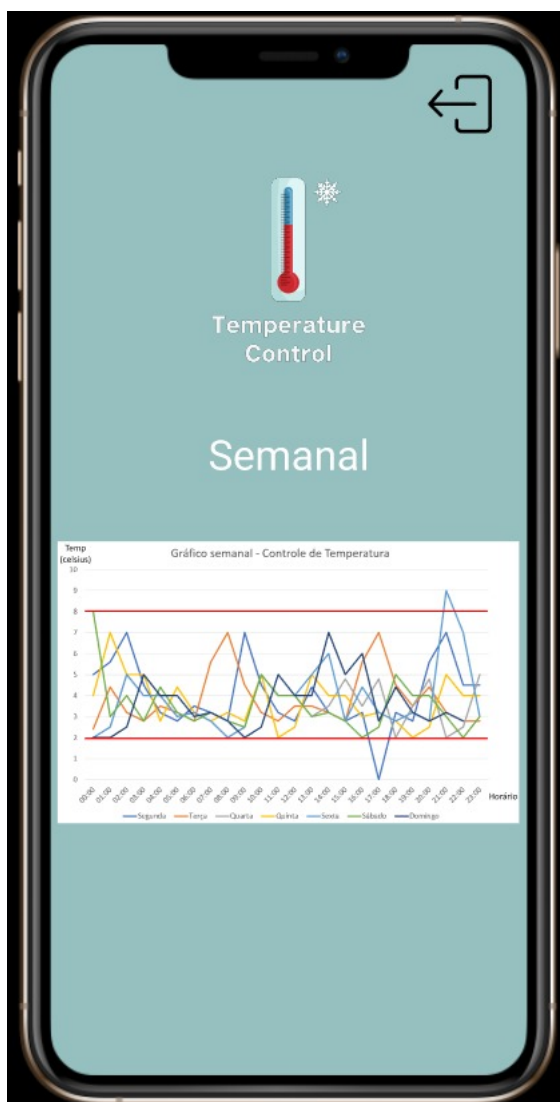 Temperature
Control
Semanal
Temp
(celsius)
Gráfico semanal - Controle de Temperatura
10
9
8
7
6
5
4
3
2
1
0
00:00 01:00 02:00 03:00 04:00 05:00 06:00 07:00 08:00 09:00 10:00 11:00 12:00 13:00 14:00 15:00 16:00 17:00 18:00 19:00 20:00 21:00 22:00 23:00 Horário
Segunda Terça Quarta Quinta Sexta Sábado Domingo